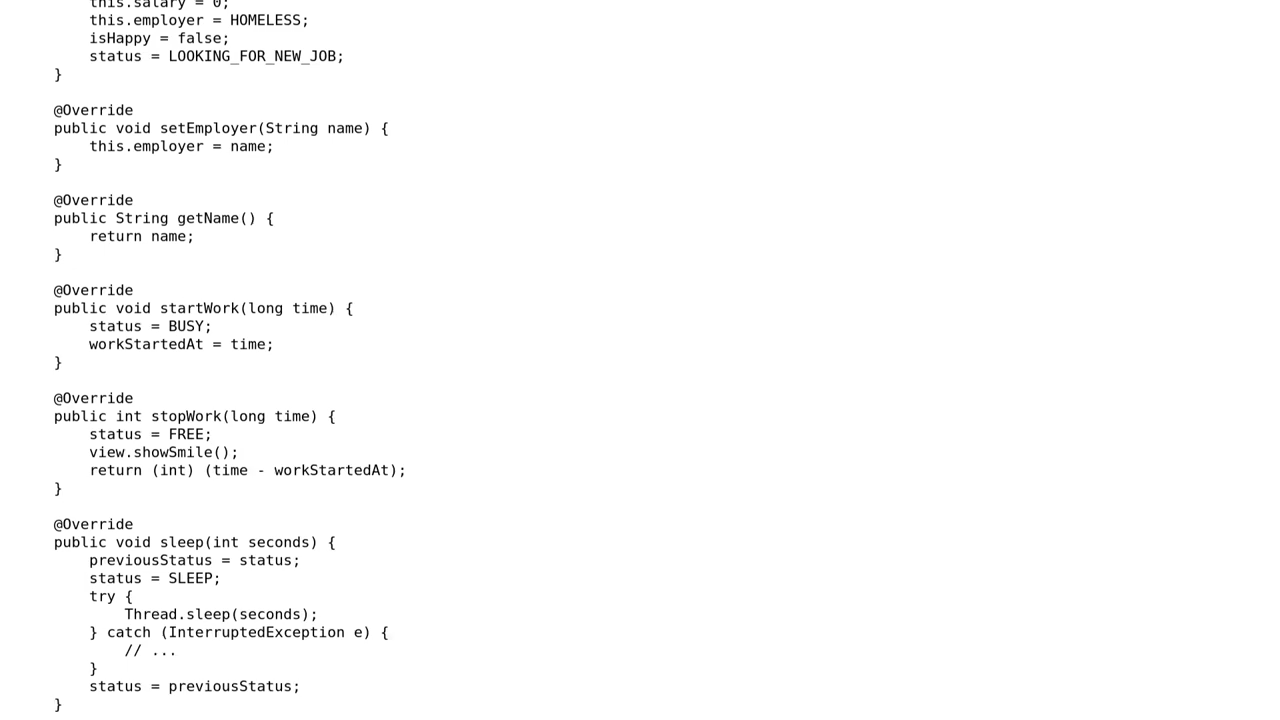 this.salary = 0;
this.employer = HOMELESS;
isHappy = false;
status = LOOKING_FOR_NEW_JOB;
}
@Override
public void setEmployer(String name) {
this.employer = name;
}
@Override
public String getName() {
return name;
}
@Override
public void startWork(long time) {
status = BUSY;
workStartedAt = time;
}
@Override
public int stopWork(long time) {
status = FREE;
view.showSmile();
return (int) (time - workStartedAt);
}
@Override
public void sleep(int seconds) {
previousStatus = status;
status = SLEEP;
try {
Thread.sleep(seconds);
} catch (InterruptedException e) {
// ...
}
status = previousStatus;
}